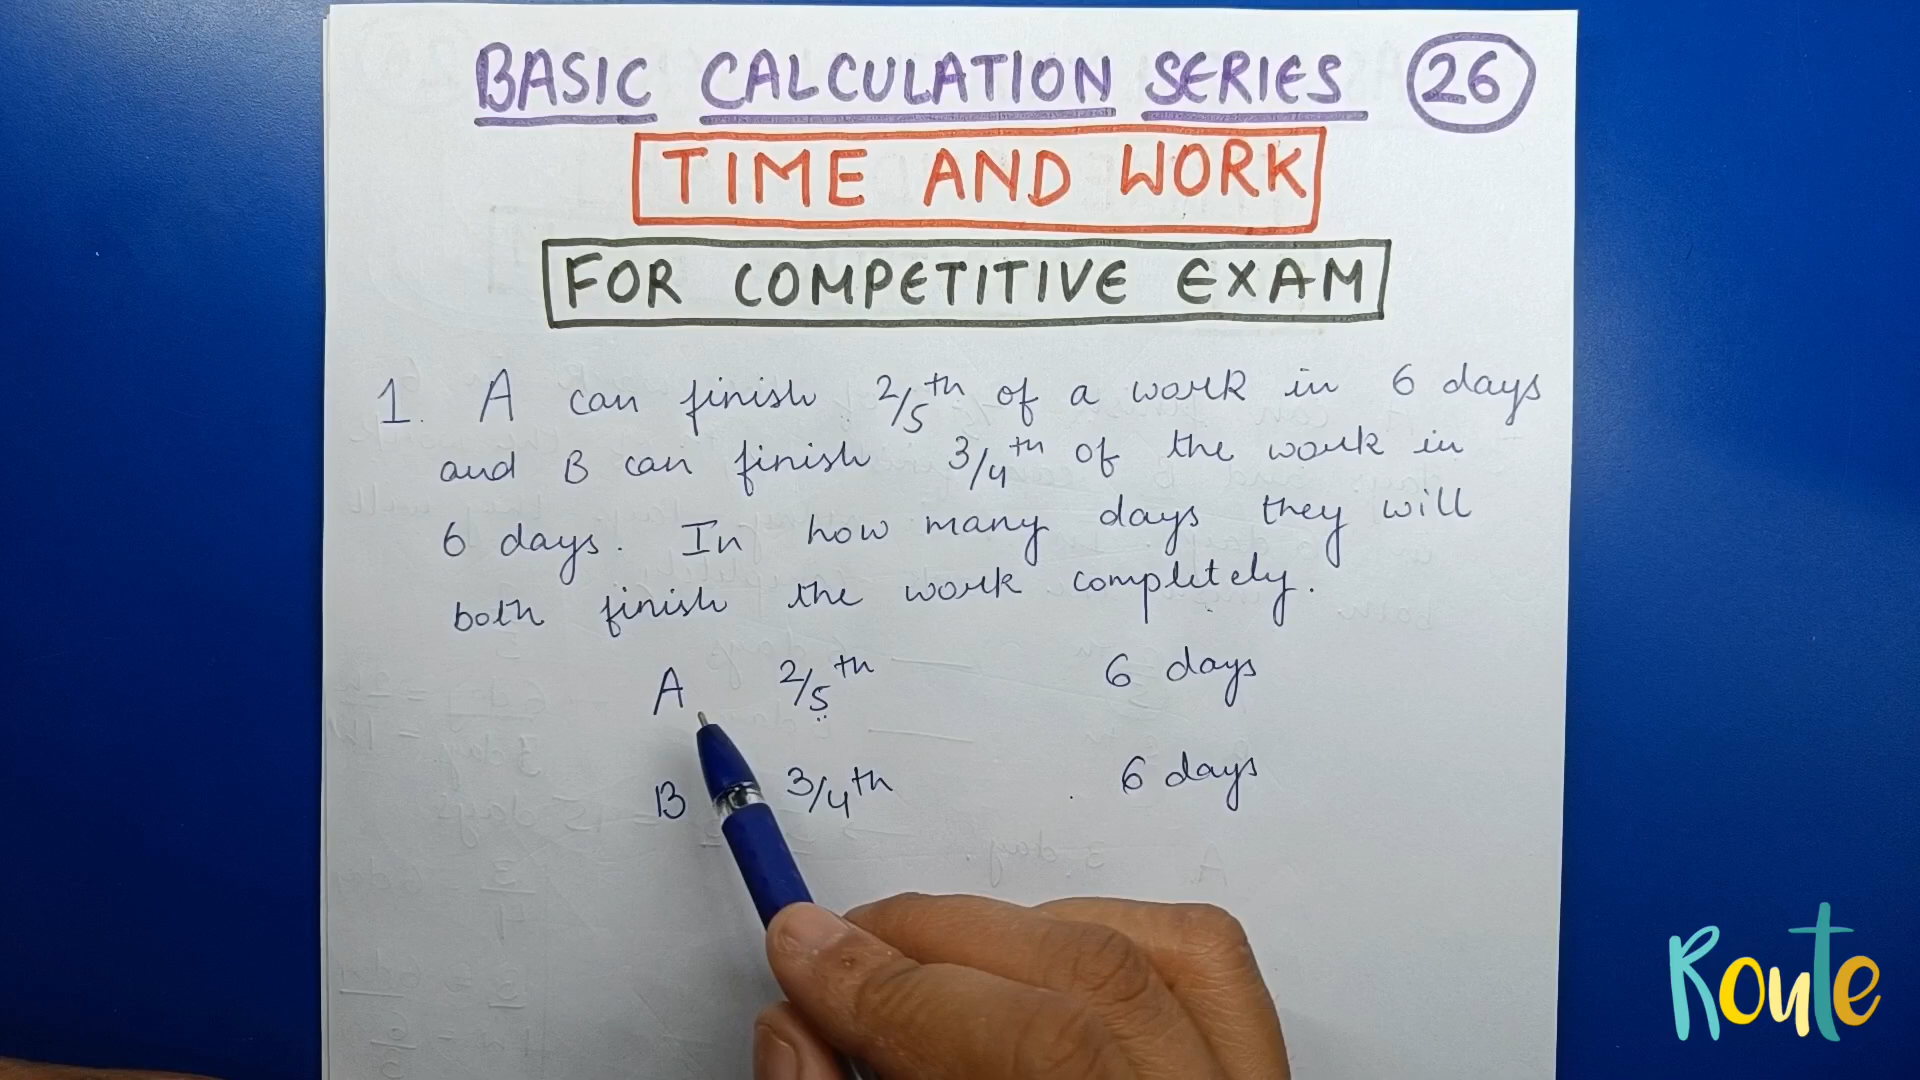 BASIC CALCULATION SERIES 26
TIME AND WORK
FOR COMPETITIVE EXAM
1. A can finish 2/5th of a work in 6 days
and B can finish 3/4th of the work in
6 days. In how many days they will
both finish the work completely.
A 2/5th 6 days
B 3/4th 6 days
Route